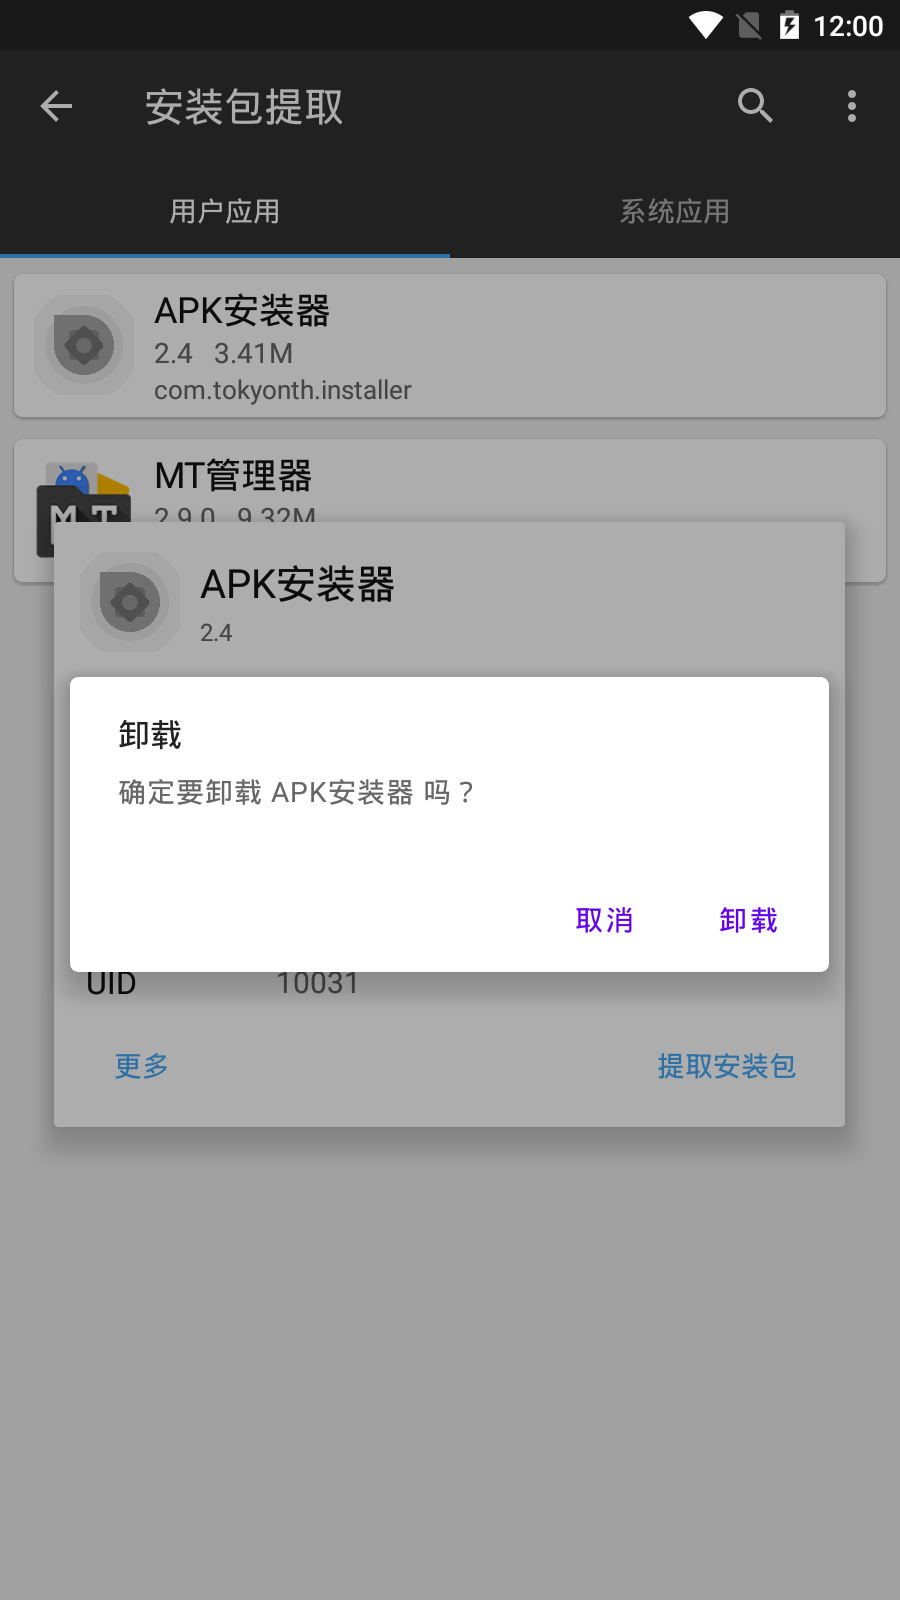 12:00
安装包提取
用户应用
系统应用
APK安装器
2.4 3.41M
com.tokyonth.installer
MT管理器
2.9.0 9.32M
MT
APK安装器
2.4
卸载
确定要卸载 APK安装器 吗？
取消
卸载
UID 10031
更多
提取安装包